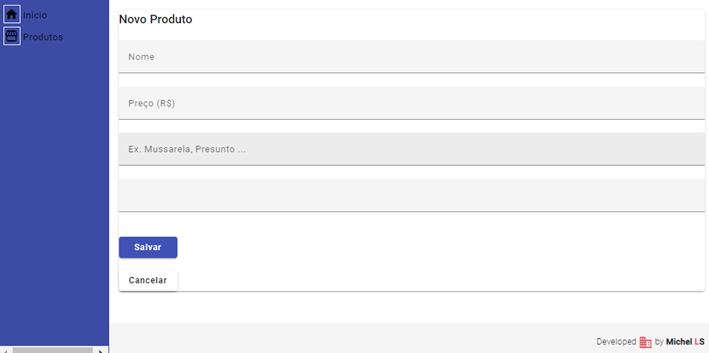 Inicio
Produtos
Novo Produto
Nome
Preço (R$)
Ex. Mussarela, Presunto ...
Salvar
Cancelar
Developed by Michel LS